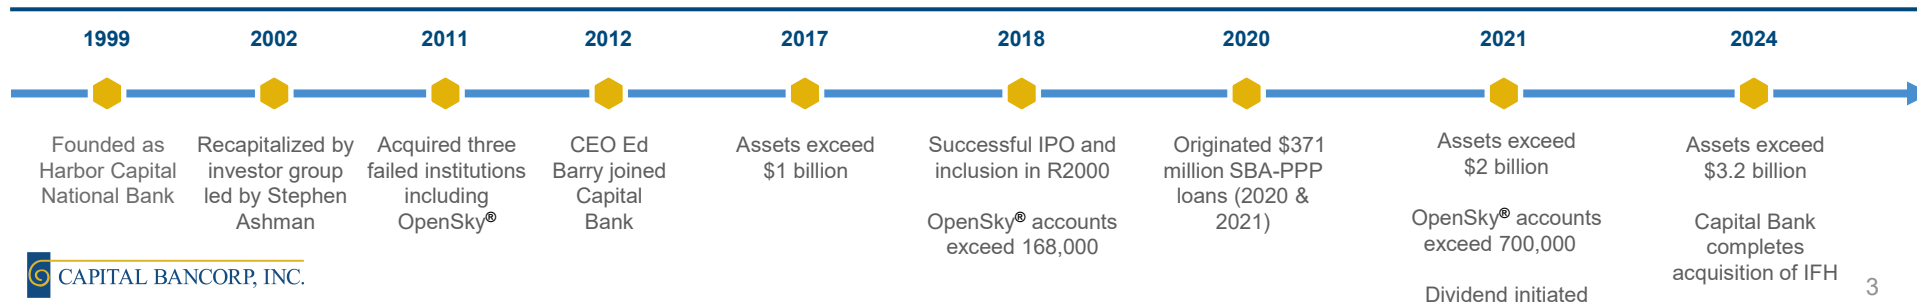 1999
2002
2011
2012
2017
2018
2020
2021
2024
Founded as
Harbor Capital
National Bank
Recapitalized by
investor group
led by Stephen
Ashman
Acquired three
failed institutions
including
OpenSky®
CEO Ed
Barry joined
Capital
Bank
Assets exceed
$1 billion
Successful IPO and
inclusion in R2000
OpenSky® accounts
exceed 168,000
Originated $371
million SBA-PPP
loans (2020 &
2021)
Assets exceed
$2 billion
OpenSky® accounts
exceed 700,000
Dividend initiated
Assets exceed
$3.2 billion
Capital Bank
completes
acquisition of IFH
CAPITAL BANCORP, INC.
3